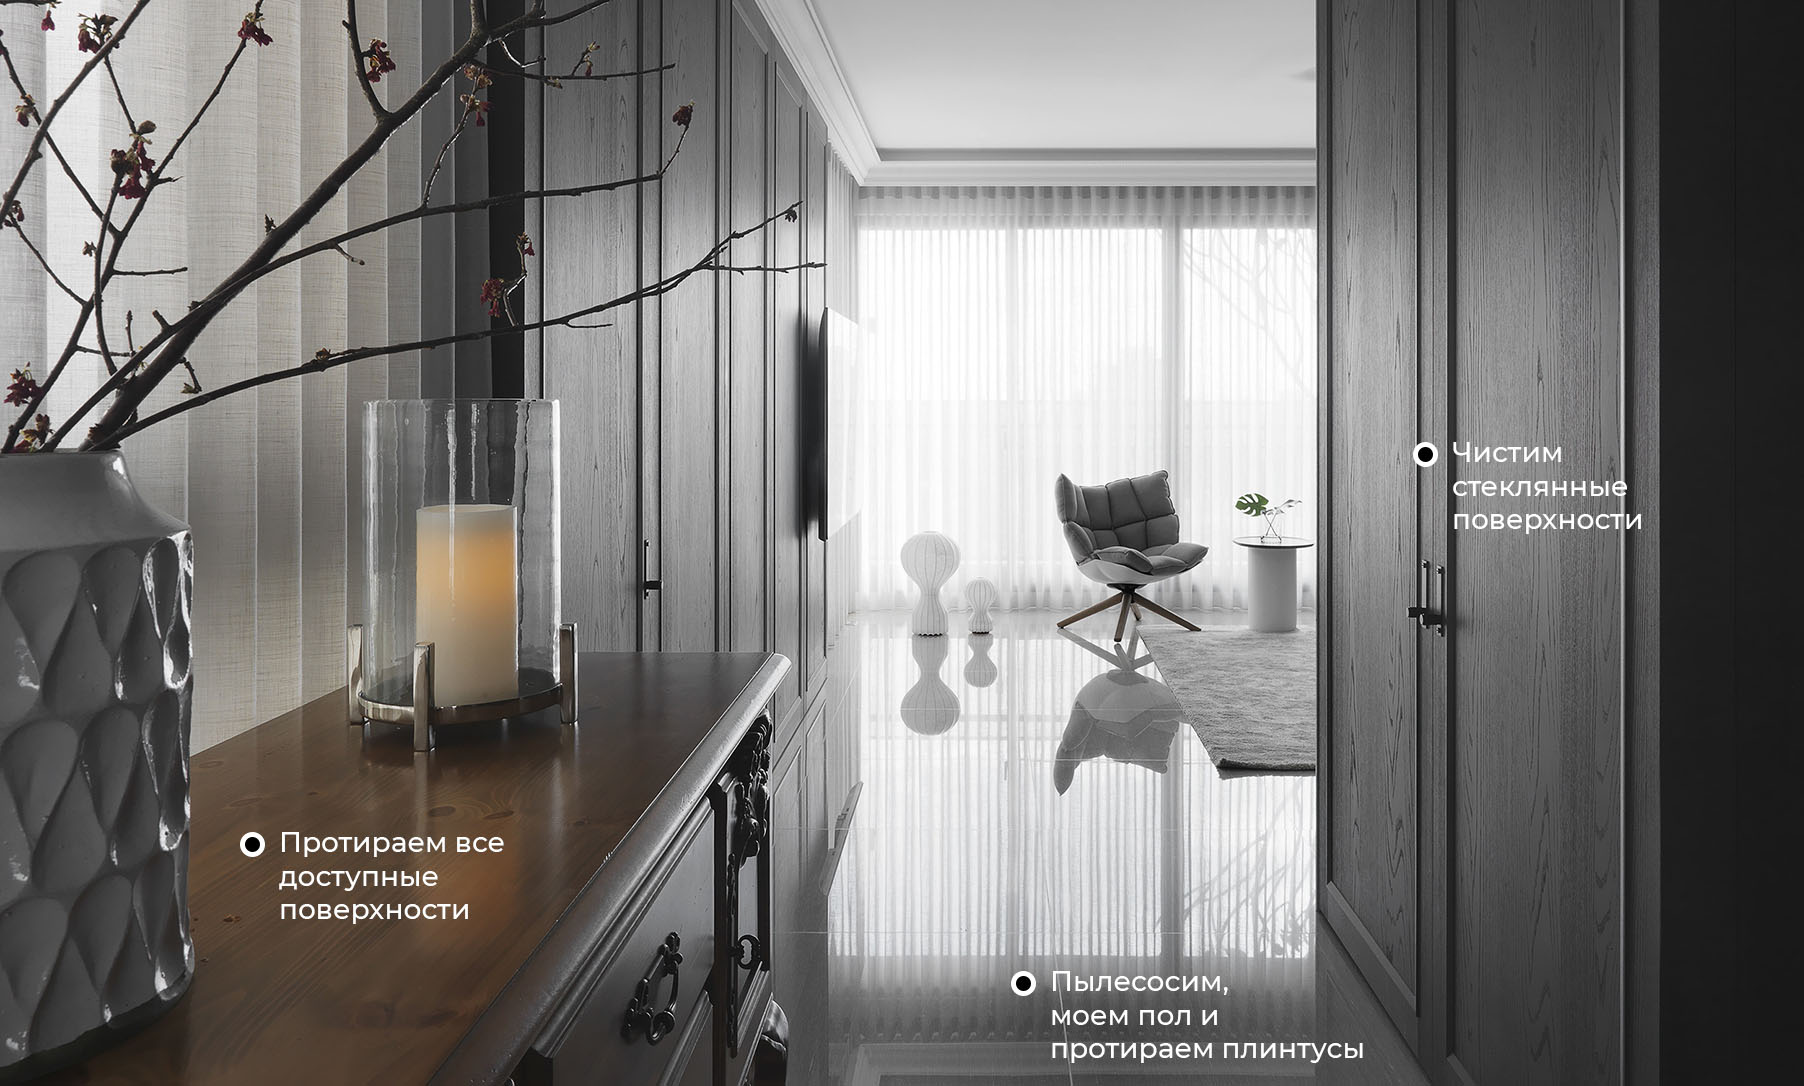 Чистим
стеклянные
поверхности
Протираем все
доступные
поверхности
Пылесосим,
моем пол и
протираем плинтусы